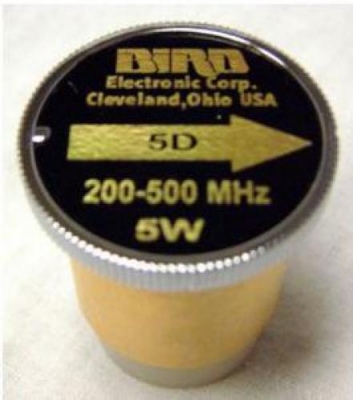 BIRD
Electronic Corp.
Cleveland,Ohio USA
5D
200-500 MHz
5W